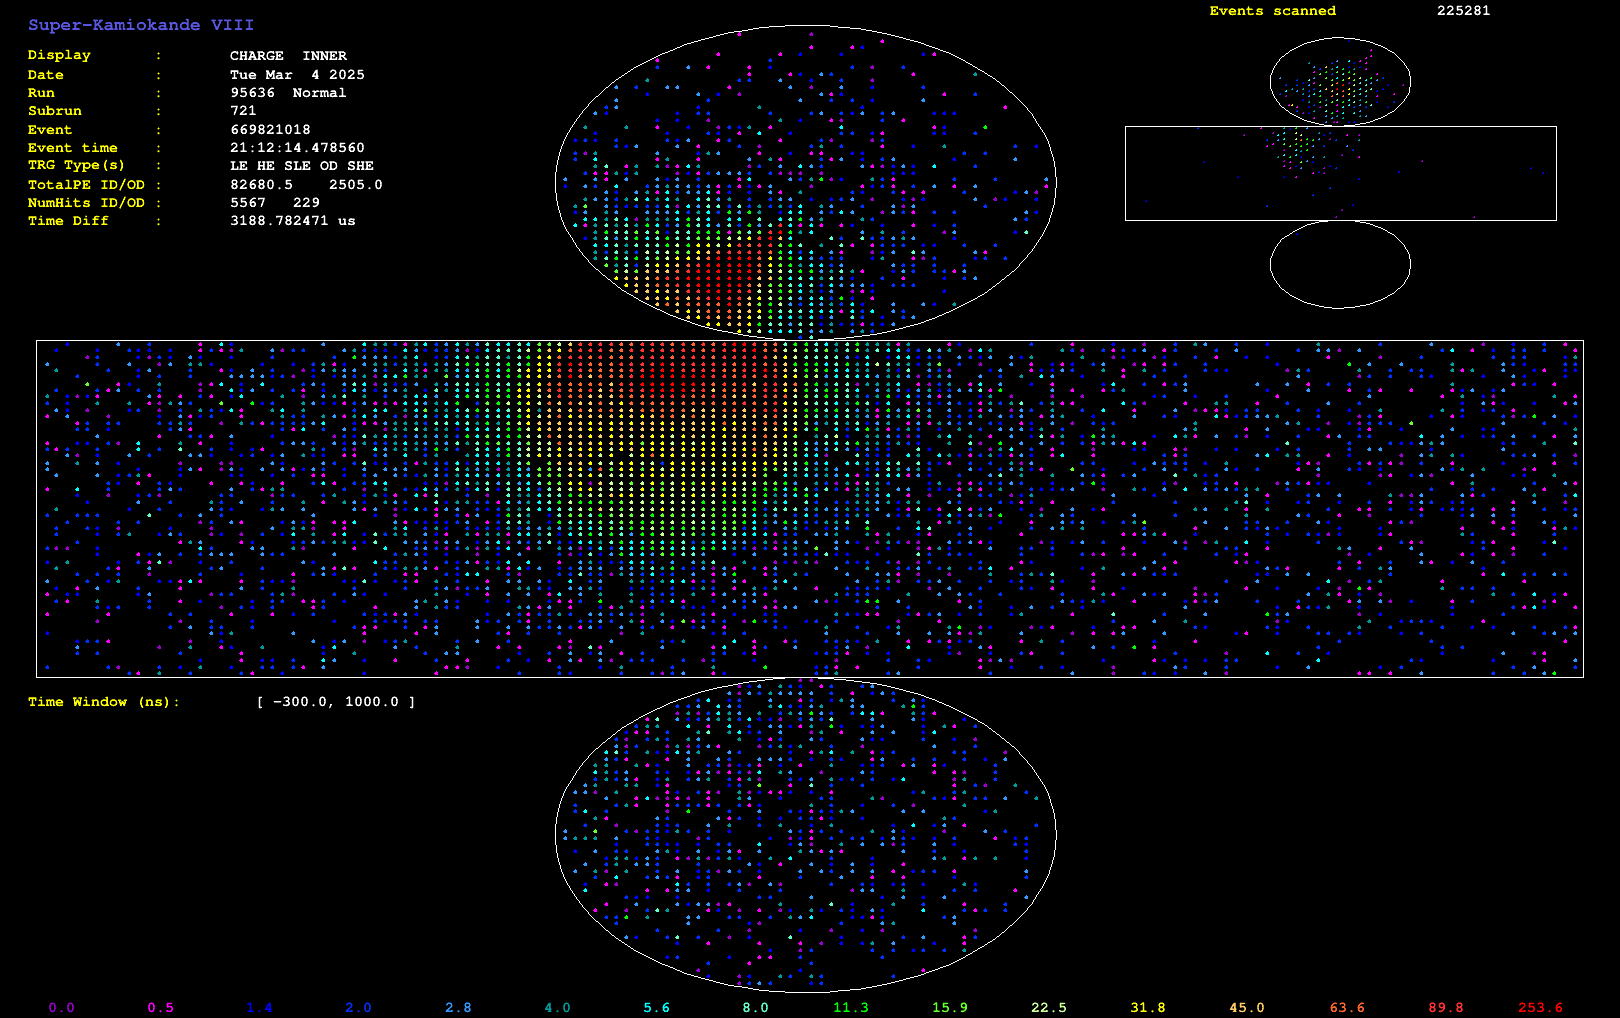 Super-Kamiokande VIII
Events scanned 225281
Display : CHARGE INNER
Date : Tue Mar 4 2025
Run : 95636 Normal
Subrun : 721
Event : 669821018
Event time : 21:12:14.478560
TRG Type(s) : LE HE SLE OD SHE
TotalPE ID/OD : 82680.5 2505.0
NumHits ID/OD : 5567 229
Time Diff : 3188.782471 us
Time Window (ns): [ -300.0, 1000.0 ]
0.0 0.5 1.4 2.0 2.8 4.0 5.6 8.0 11.3 15.9 22.5 31.8 45.0 63.6 89.8 253.6